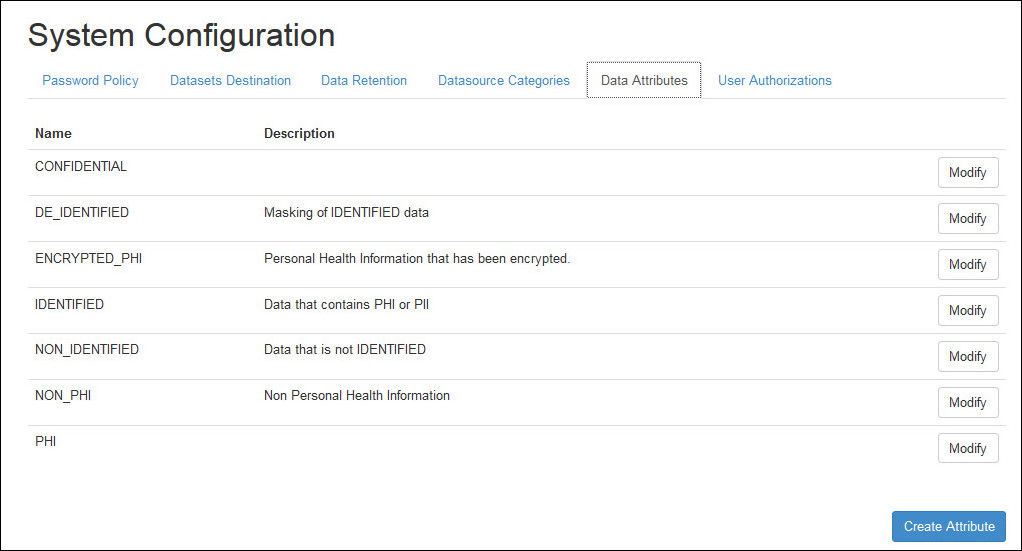 System Configuration
Password Policy Datasets Destination Data Retention Datasource Categories Data Attributes User Authorizations
Name Description
CONFIDENTIAL Modify
DE_IDENTIFIED Masking of IDENTIFIED data Modify
ENCRYPTED_PHI Personal Health Information that has been encrypted. Modify
IDENTIFIED Data that contains PHI or PII Modify
NON_IDENTIFIED Data that is not IDENTIFIED Modify
NON_PHI Non Personal Health Information Modify
PHI Modify
Create Attribute